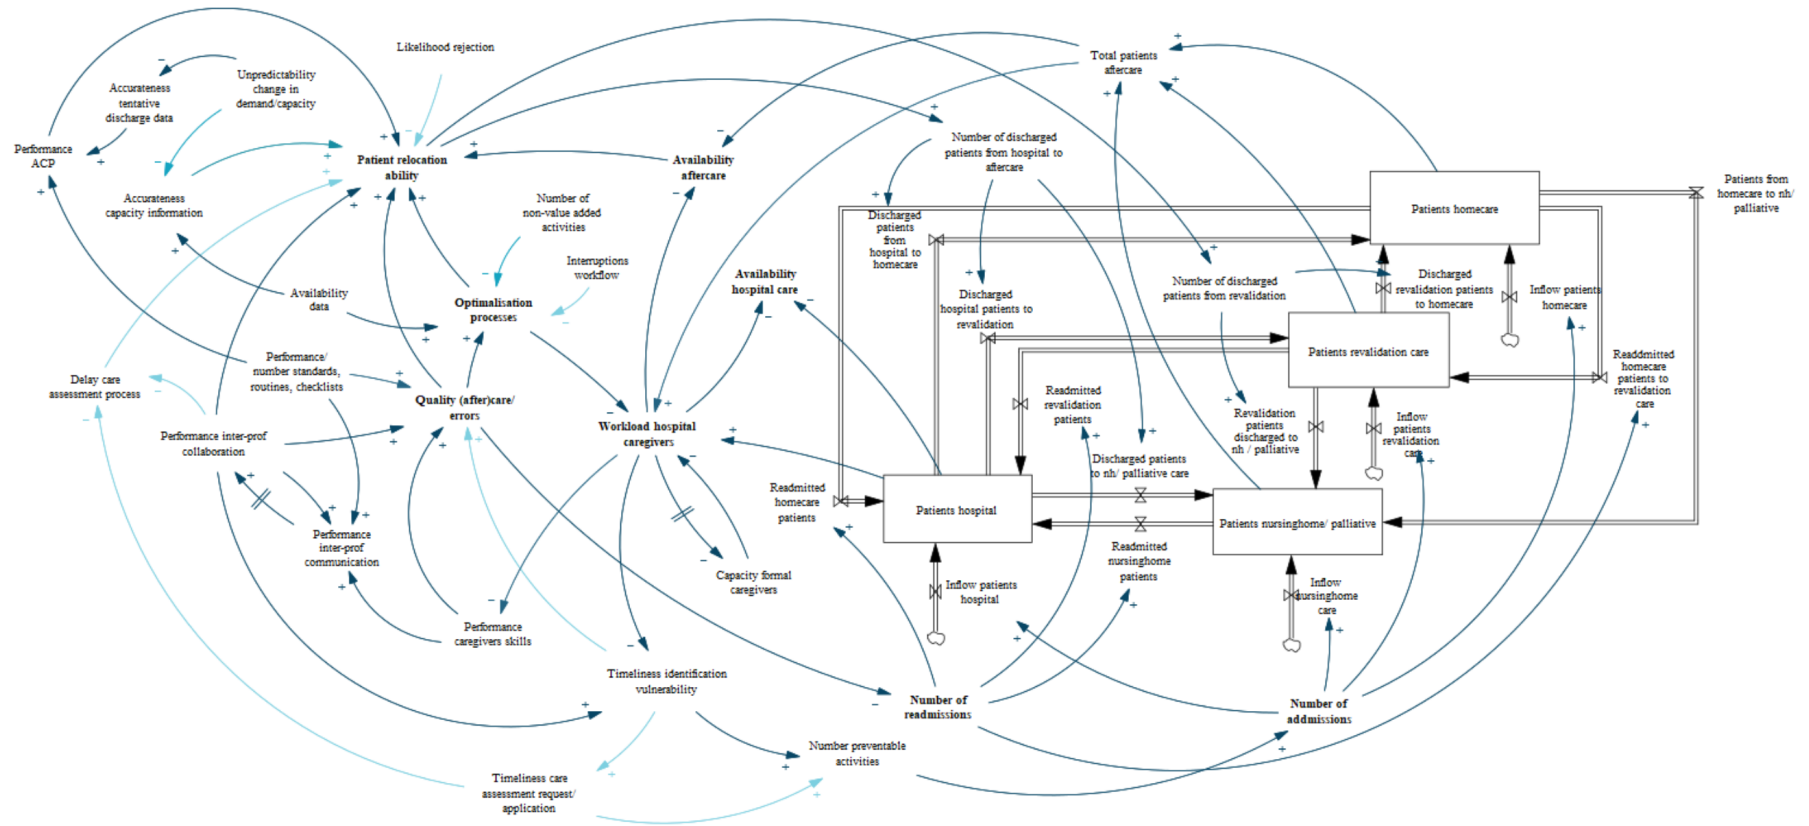 Likelihood rejection
Unpredictability
change in
demand/capacity
Accurateness
tentative
discharge data
Performance
ACP
Patient relocation
ability
Accurateness
capacity information
Availability
aftercare
Number of
non-value added
activities
Interruptions
workflow
Availability
data
Optimalisation
processes
Availability
hospital care
Performance/
number standards,
routines, checklists
Delay care
assessment process
Quality (after)care/
errors
Performance inter-prof
collaboration
Workload hospital
caregivers
Performance
inter-prof
communication
Capacity formal
caregivers
Performance
caregivers skills
Timeliness identification
vulnerability
Timeliness care
assessment request/
application
Number preventable
activities
Number of
readmissions
Number of
addmissions
Total patients
aftercare
Number of discharged
patients from hospital to
aftercare
Discharged
patients
from
hospital to
homecare
Discharged
hospital patients to
revalidation
Number of discharged
patients from revalidation
Patients homecare
Patients from
homecare to nh/
palliative
Discharged
revalidation patients
to homecare
Inflow patients
homecare
Patients revalidation care
Readdmitted
homecare
patients to
revalidation
care
Readmitted
revalidation
patients
Revalidation
patients
discharged to
nh / palliative
Inflow
patients
revalidation
care
Discharged patients
to nh/ palliative care
Readmitted
homecare
patients
Patients hospital
Patients nursinghome/ palliative
Readmitted
nursinghome
patients
Inflow patients
hospital
Inflow
nursinghome
care